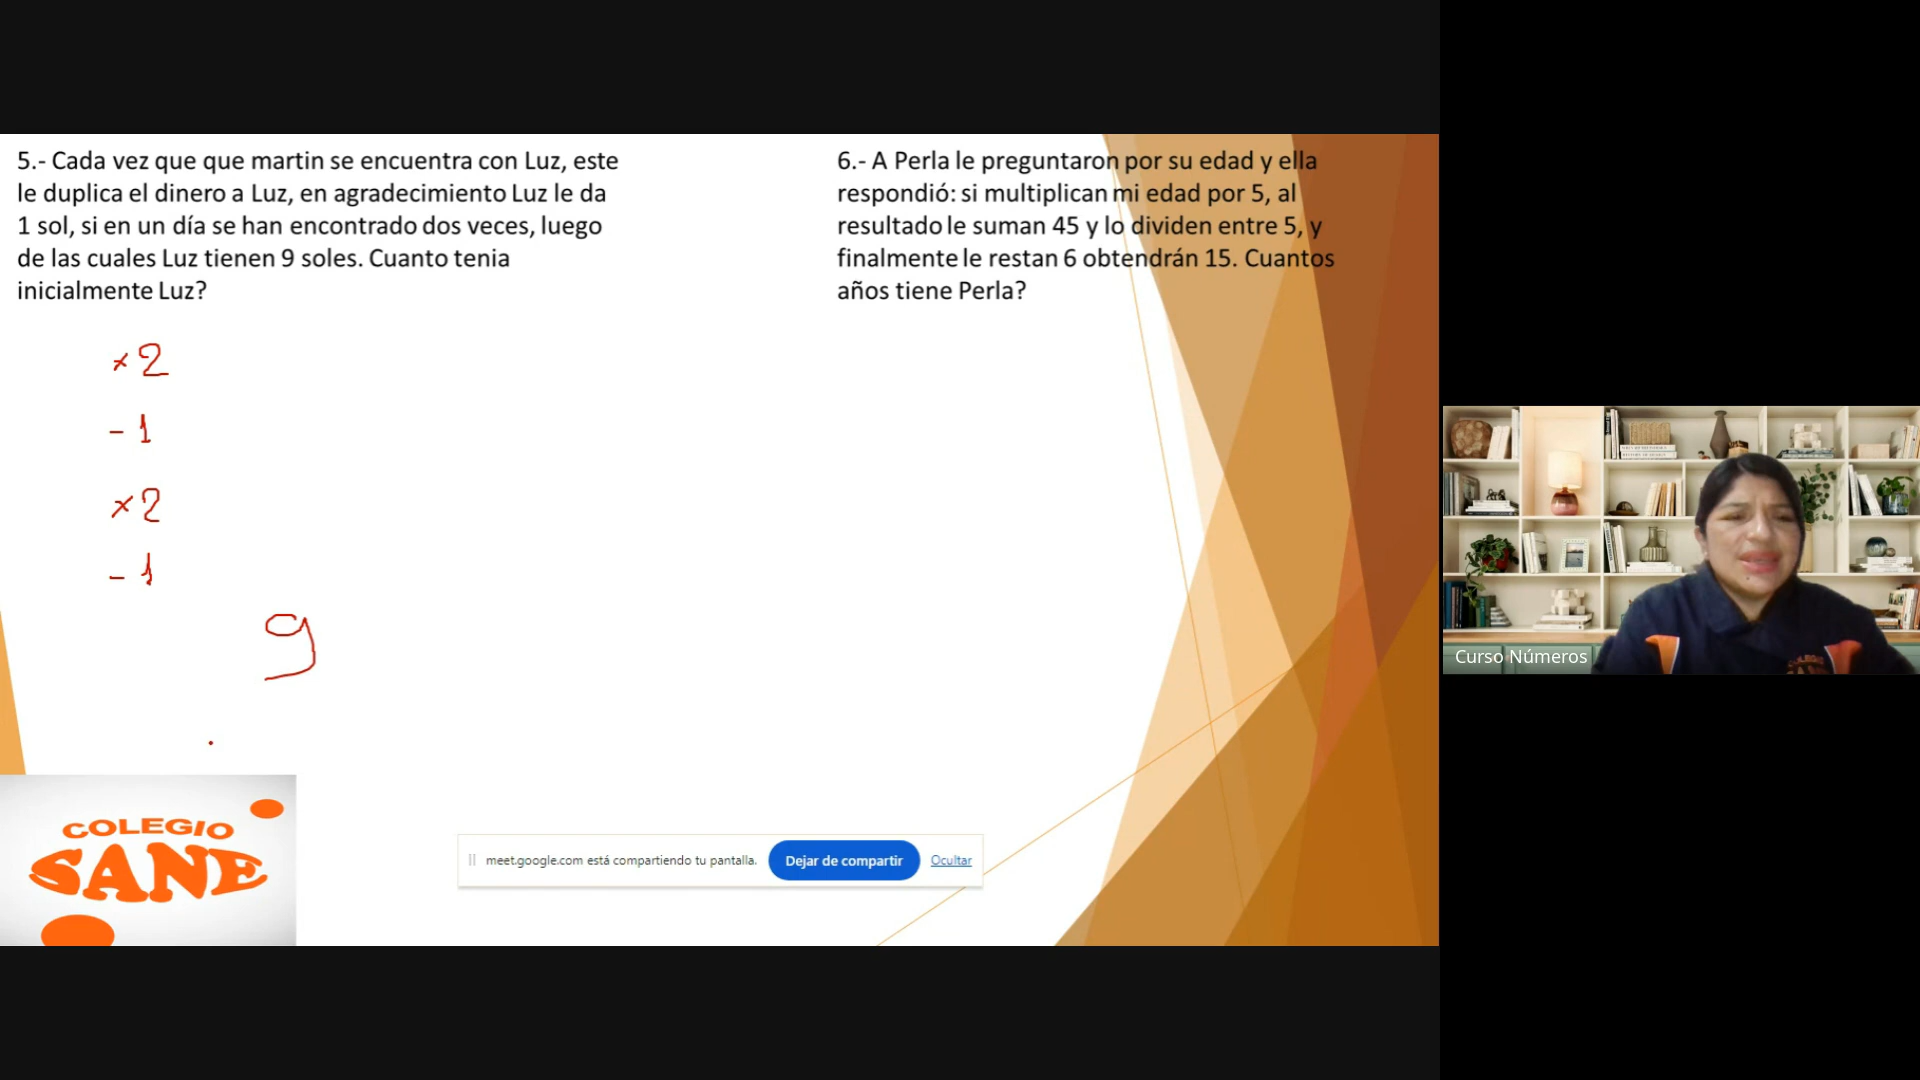 5.- Cada vez que que martin se encuentra con Luz, este
le duplica el dinero a Luz, en agradecimiento Luz le da
1 sol, si en un día se han encontrado dos veces, luego
de las cuales Luz tienen 9 soles. Cuanto tenia
inicialmente Luz?
× 2
- 1
× 2
- 1
9
6.- A Perla le preguntaron por su edad y ella
respondió: si multiplican mi edad por 5, al
resultado le suman 45 y lo dividen entre 5, y
finalmente le restan 6 obtendrán 15. Cuantos
años tiene Perla?
COLEGIO
SANE
meet.google.com está compartiendo tu pantalla.
Dejar de compartir
Ocultar
Curso Números